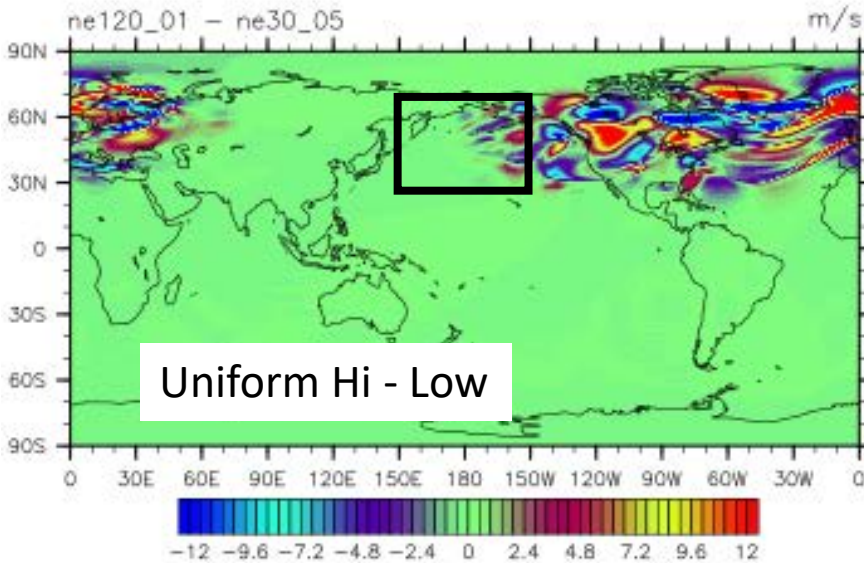 ne120_01 − ne30_05 m/s
90N
60N
30N
0
30S
60S
90S
Uniform Hi - Low
0 30E 60E 90E 120E 150E 180 150W 120W 90W 60W 30W 0
−12 −9.6 −7.2 −4.8 −2.4 0 2.4 4.8 7.2 9.6 12